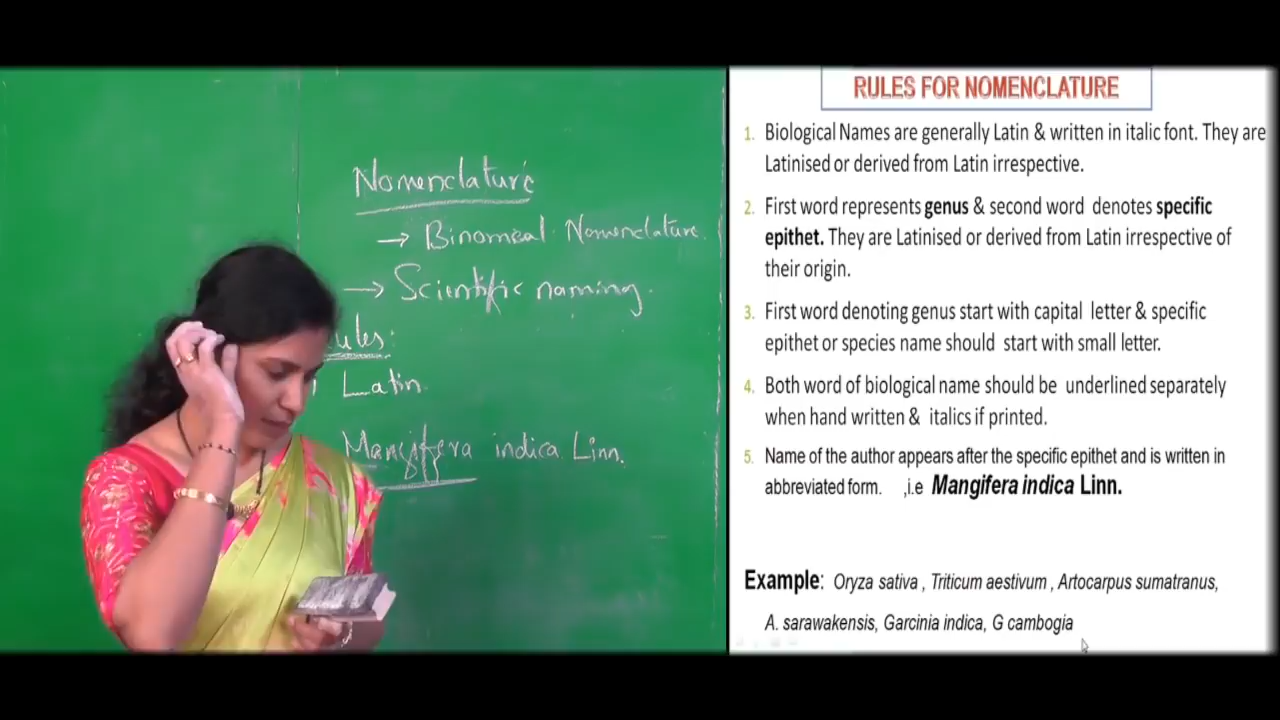 Nomenclature
→ Binomical Nomenclature.
→ Scientific naming.
ules:
Latin.
Mangifera indica Linn.
RULES FOR NOMENCLATURE
1. Biological Names are generally Latin & written in italic font. They are
Latinised or derived from Latin irrespective.
2. First word represents genus & second word denotes specific
epithet. They are Latinised or derived from Latin irrespective of
their origin.
3. First word denoting genus start with capital letter & specific
epithet or species name should start with small letter.
4. Both word of biological name should be underlined separately
when hand written & italics if printed.
5. Name of the author appears after the specific epithet and is written in
abbreviated form. ,i.e Mangifera indica Linn.
Example: Oryza sativa , Triticum aestivum , Artocarpus sumatranus,
A. sarawakensis, Garcinia indica, G cambogia